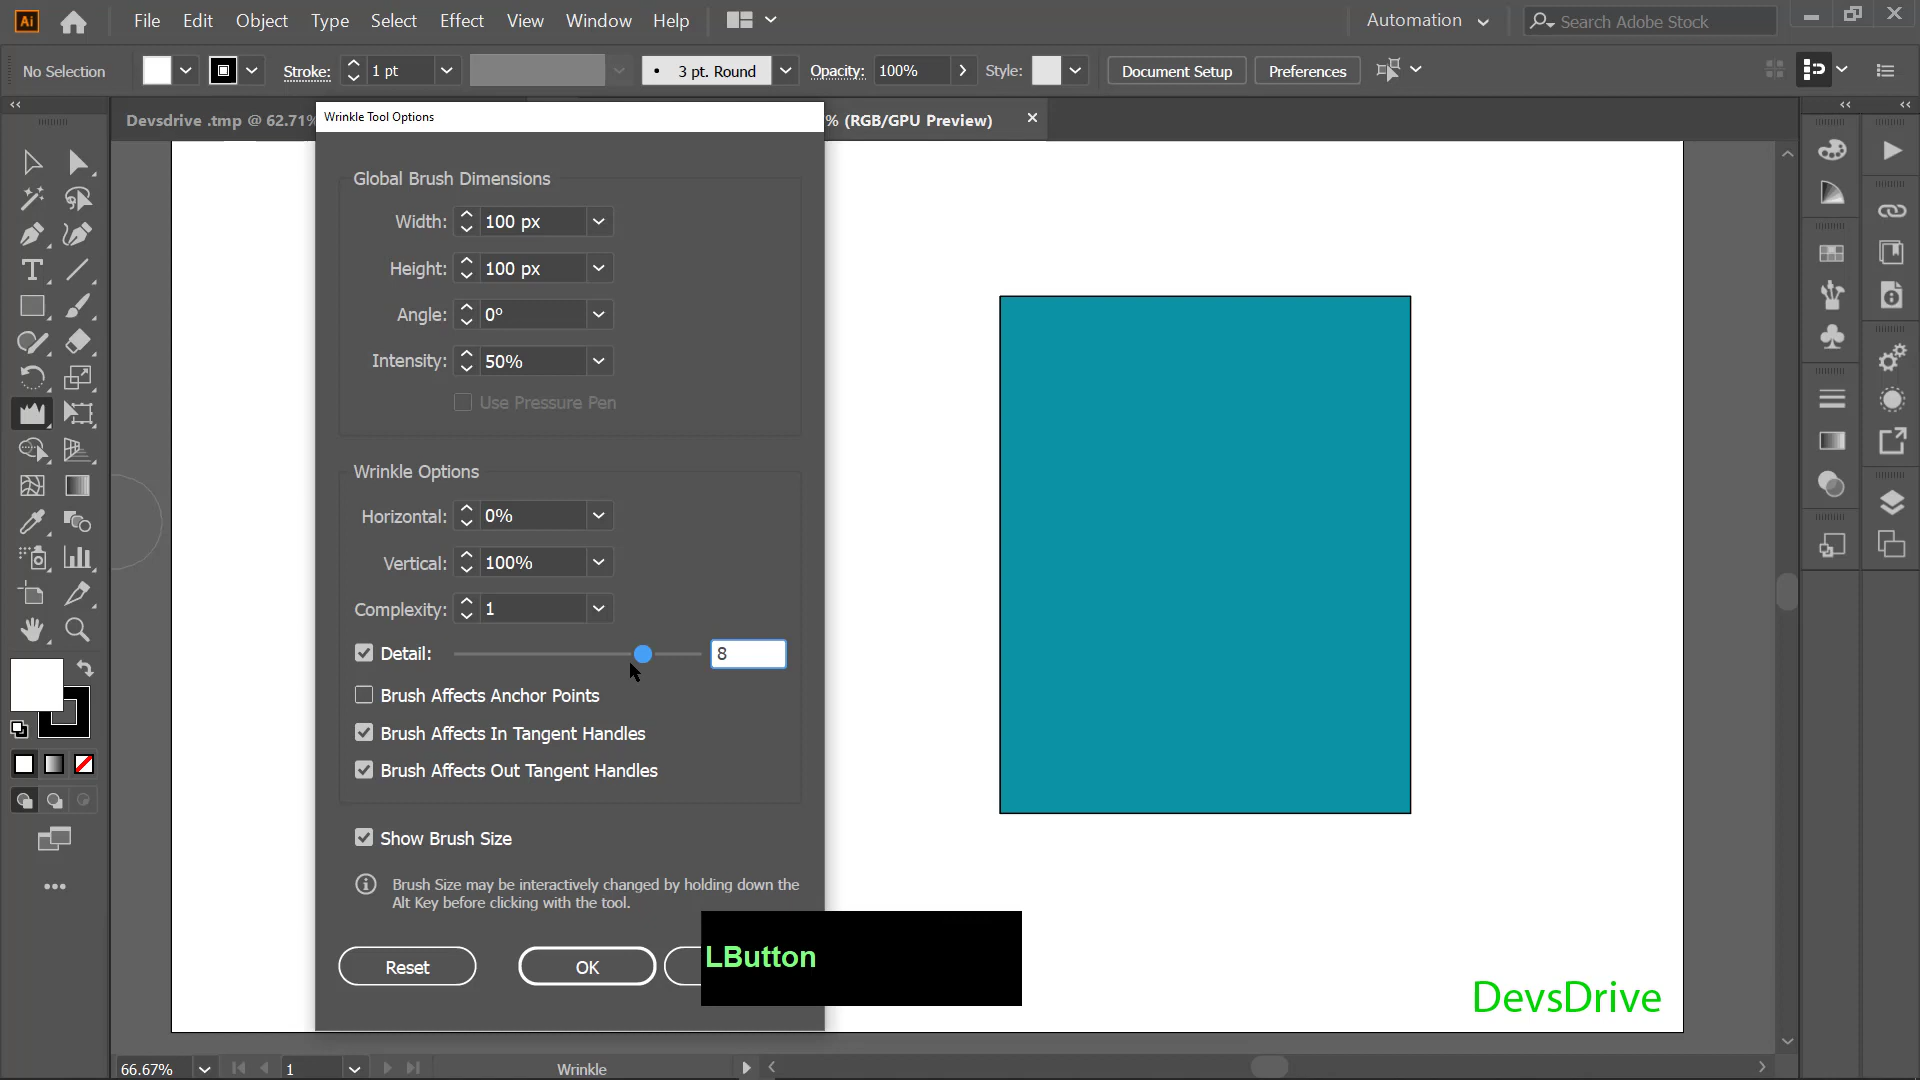 Ai File Edit Object Type Select Effect View Window Help Automation Search Adobe Stock
No Selection Stroke: 1 pt 3 pt. Round Opacity: 100% Style: Document Setup Preferences
Devsdrive .tmp @ 62.71% % (RGB/GPU Preview)
Wrinkle Tool Options
Global Brush Dimensions
Width: 100 px
Height: 100 px
Angle: 0°
Intensity: 50%
Use Pressure Pen
Wrinkle Options
Horizontal: 0%
Vertical: 100%
Complexity: 1
Detail: 8
Brush Affects Anchor Points
Brush Affects In Tangent Handles
Brush Affects Out Tangent Handles
Show Brush Size
Brush Size may be interactively changed by holding down the
Alt Key before clicking with the tool.
Reset OK
LButton
DevsDrive
66.67% 1 Wrinkle